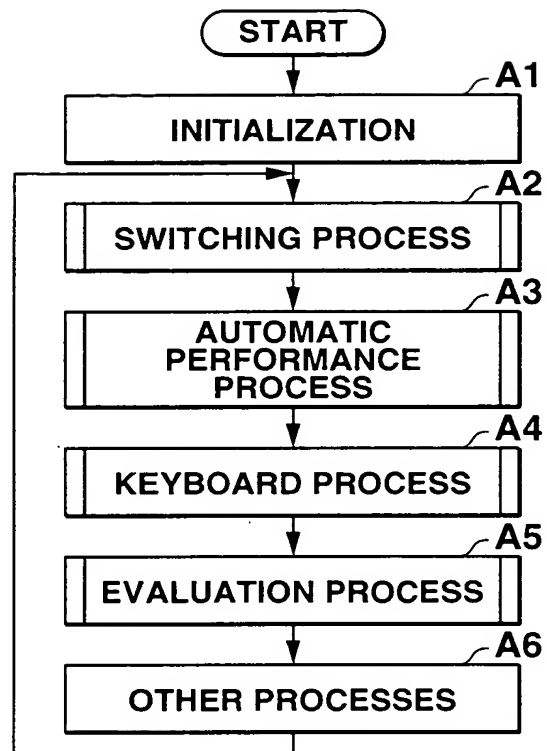 START
A1
INITIALIZATION
A2
SWITCHING PROCESS
A3
AUTOMATIC
PERFORMANCE
PROCESS
A4
KEYBOARD PROCESS
A5
EVALUATION PROCESS
A6
OTHER PROCESSES